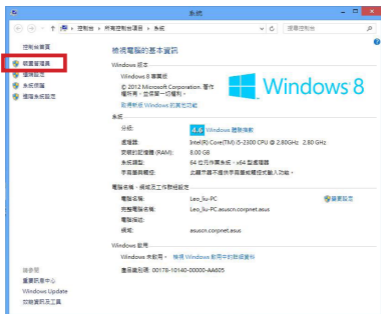 系統
控制台 ▸ 所有控制台項目 ▸ 系統
搜尋控制台
控制台首頁
裝置管理員
遠端設定
系統保護
進階系統設定
檢視電腦的基本資訊
Windows 版本
Windows 8 專業版
© 2012 Microsoft Corporation. 著作
權所有，並保留一切權利。
取得新版 Windows 的其他功能
Windows 8
系統
分級: 4.6 Windows 體驗指數
處理器: Intel(R) Core(TM) i5-2300 CPU @ 2.80GHz 2.80 GHz
安裝的記憶體 (RAM): 8.00 GB
系統類型: 64 位元作業系統，x64 型處理器
手寫筆與觸控: 此顯示器不提供手寫筆或觸控式輸入功能。
電腦名稱、網域及工作群組設定
電腦名稱: Leo_liu-PC 變更設定
完整電腦名稱: Leo_liu-PC.asuscn.corpnet.asus
電腦描述:
網域: asuscn.corpnet.asus
Windows 啟用
Windows 未啟用。 檢視 Windows 啟用中的詳細資料
產品識別碼: 00178-10140-00000-AA605
請參閱
重要訊息中心
Windows Update
效能資訊及工具